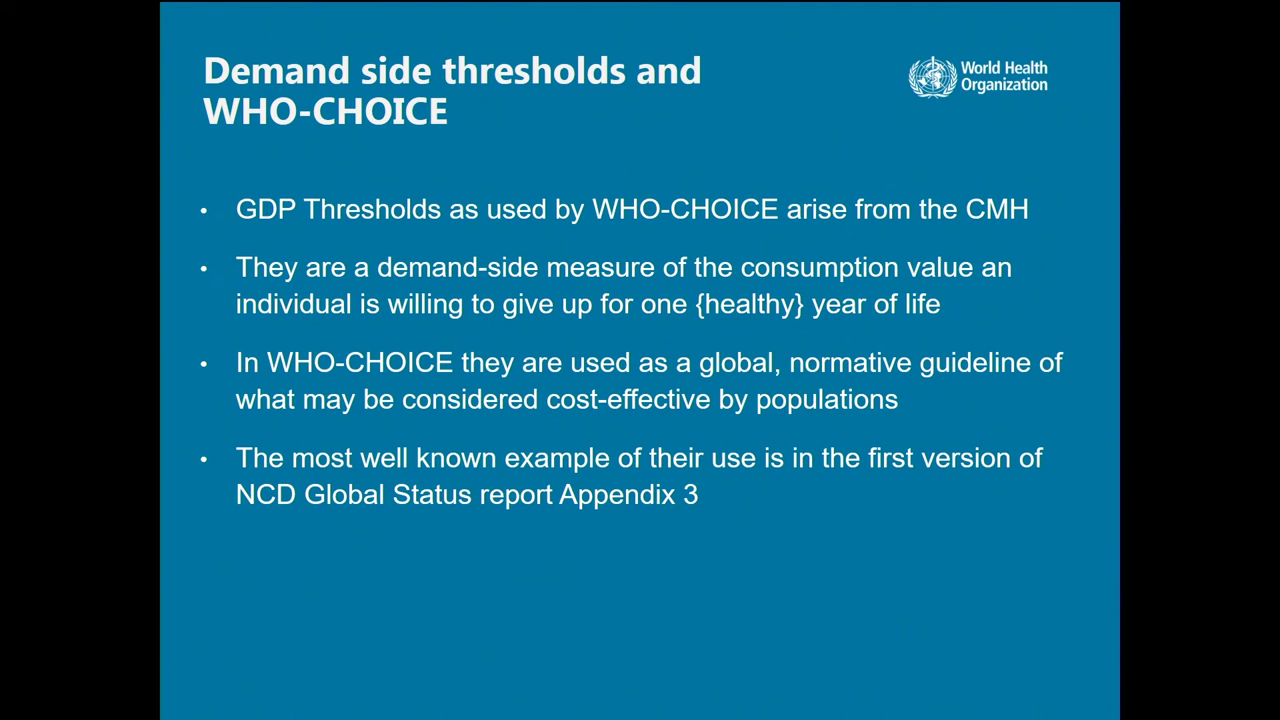 Demand side thresholds and
WHO-CHOICE
World Health
Organization
• GDP Thresholds as used by WHO-CHOICE arise from the CMH
• They are a demand-side measure of the consumption value an
individual is willing to give up for one {healthy} year of life
• In WHO-CHOICE they are used as a global, normative guideline of
what may be considered cost-effective by populations
• The most well known example of their use is in the first version of
NCD Global Status report Appendix 3